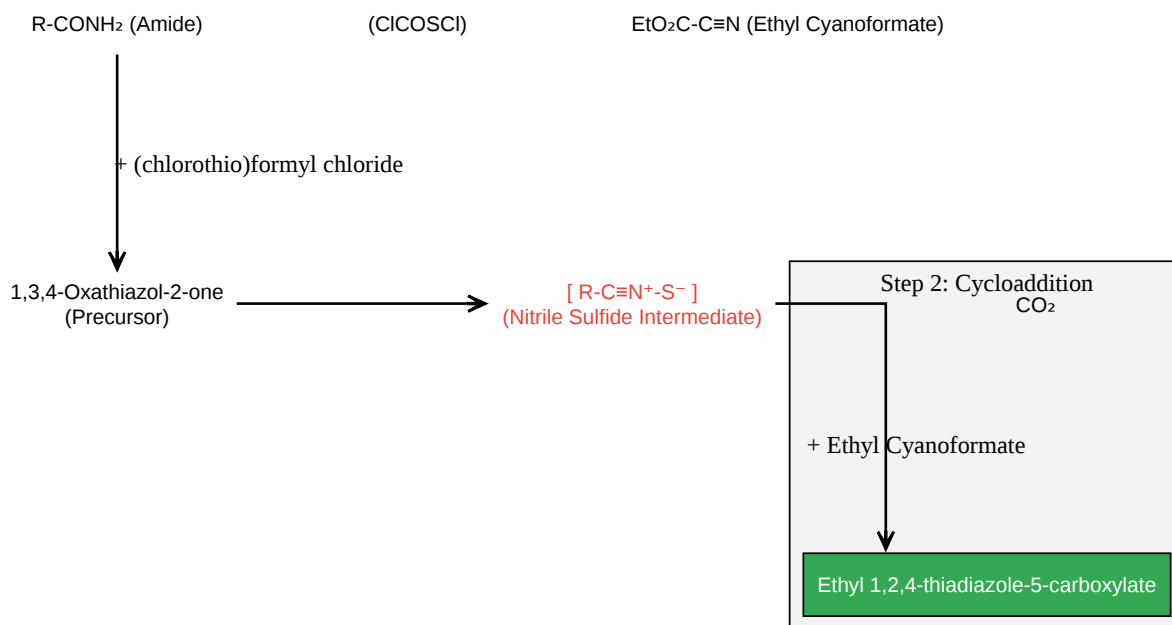 R-CONH₂ (Amide)
(ClCOSCl)
EtO₂C-C≡N (Ethyl Cyanoformate)
+ (chlorothio)formyl chloride
1,3,4-Oxathiazol-2-one
(Precursor)
[ R-C≡N⁺-S⁻ ]
(Nitrile Sulfide Intermediate)
Step 2: Cycloaddition
CO₂
+ Ethyl Cyanoformate
Ethyl 1,2,4-thiadiazole-5-carboxylate